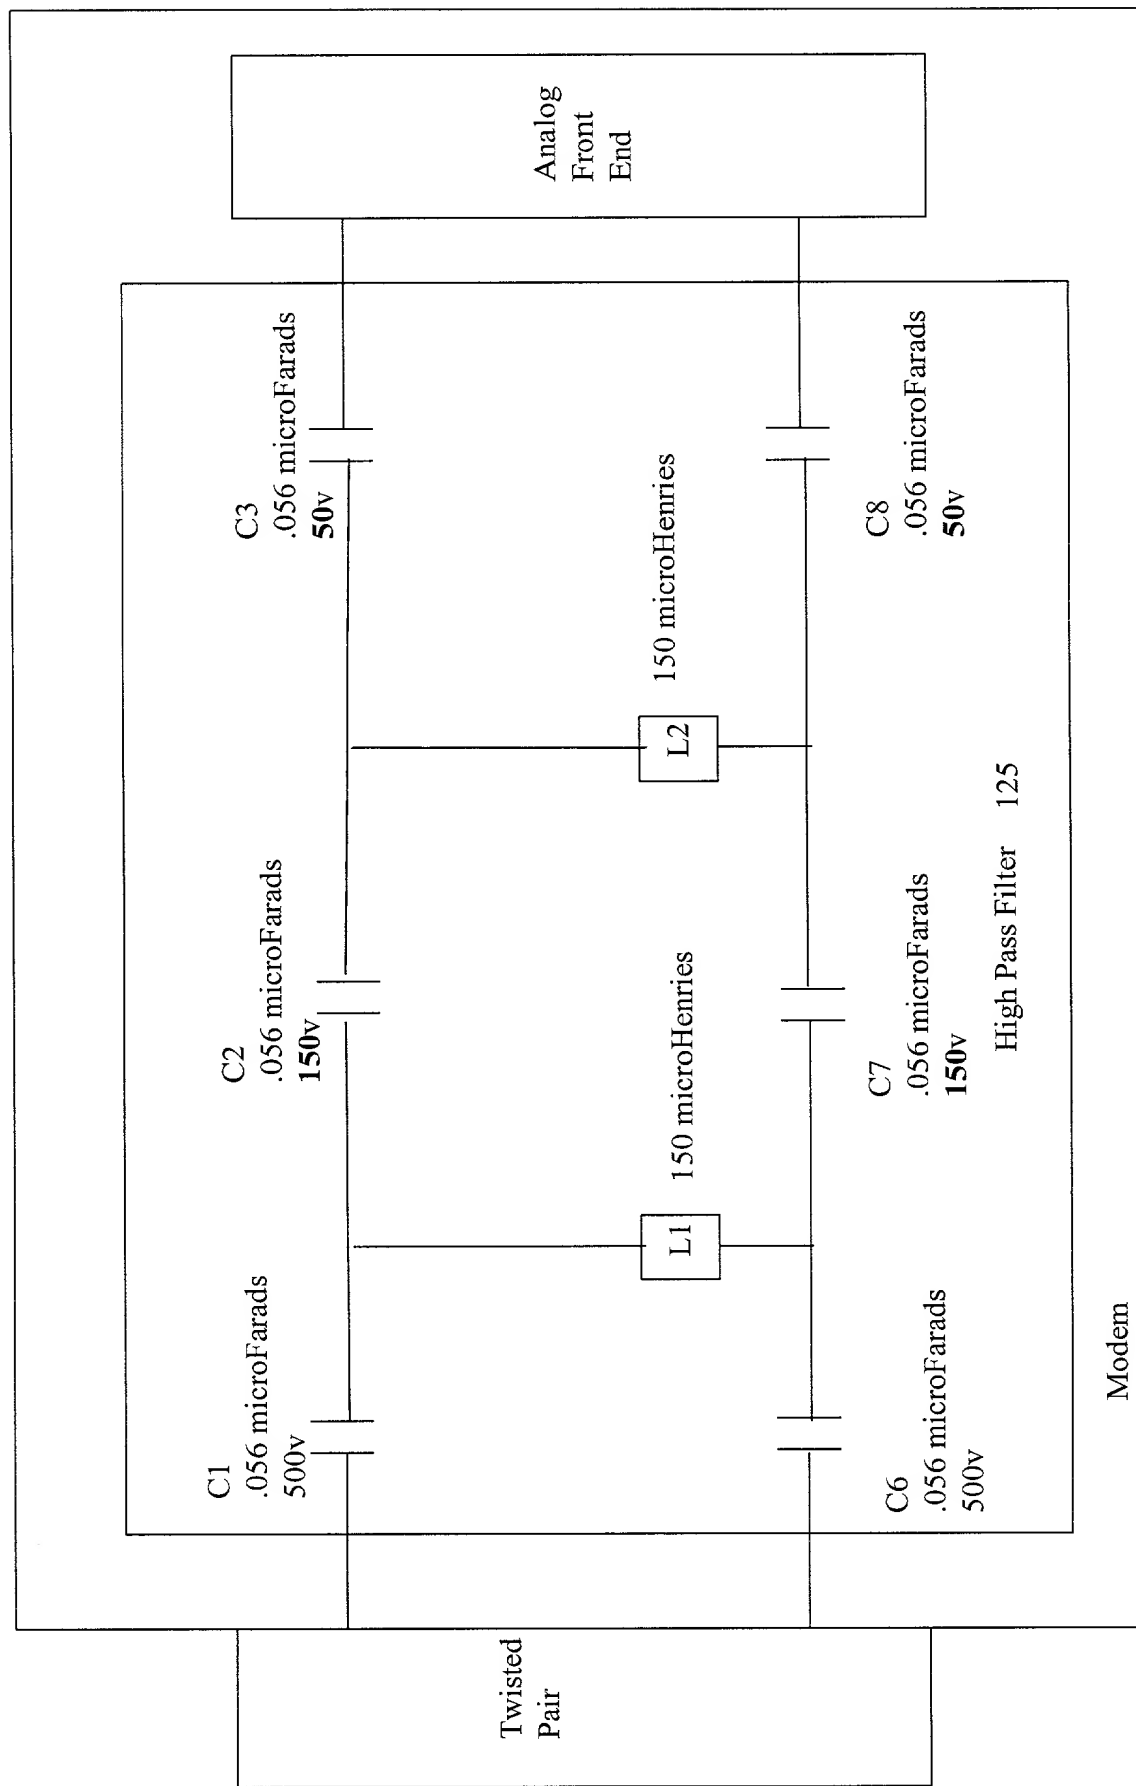 Twisted
Pair
C1
.056 microFarads
500v
C2
.056 microFarads
150v
C3
.056 microFarads
50v
L1
150 microHenries
L2
150 microHenries
C6
.056 microFarads
500v
C7
.056 microFarads
150v
C8
.056 microFarads
50v
High Pass Filter 125
Analog
Front
End
Modem